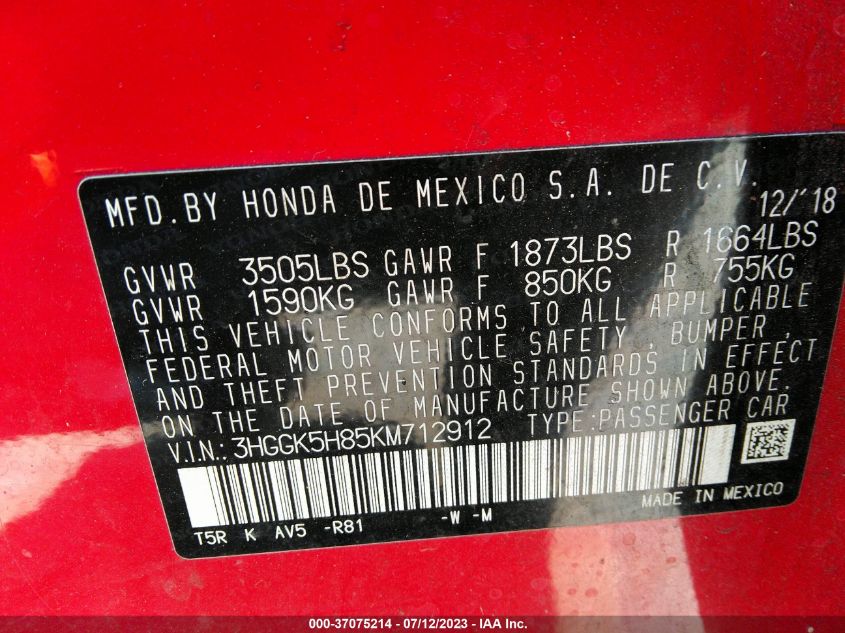 MFD.BY HONDA DE MEXICO S.A. DE C.V. 12/'18
GVWR 3505LBS GAWR F 1873LBS R 1664LBS
GVWR 1590KG GAWR F 850KG R 755KG
THIS VEHICLE CONFORMS TO ALL APPLICABLE
FEDERAL MOTOR VEHICLE SAFETY, BUMPER,
AND THEFT PREVENTION STANDARDS IN EFFECT
ON THE DATE OF MANUFACTURE SHOWN ABOVE.
V.I.N.: 3HGGK5H85KM712912 TYPE:PASSENGER CAR
MADE IN MEXICO
T5R K AV5 -R81 -W -M
000-37075214 - 07/12/2023 - IAA Inc.